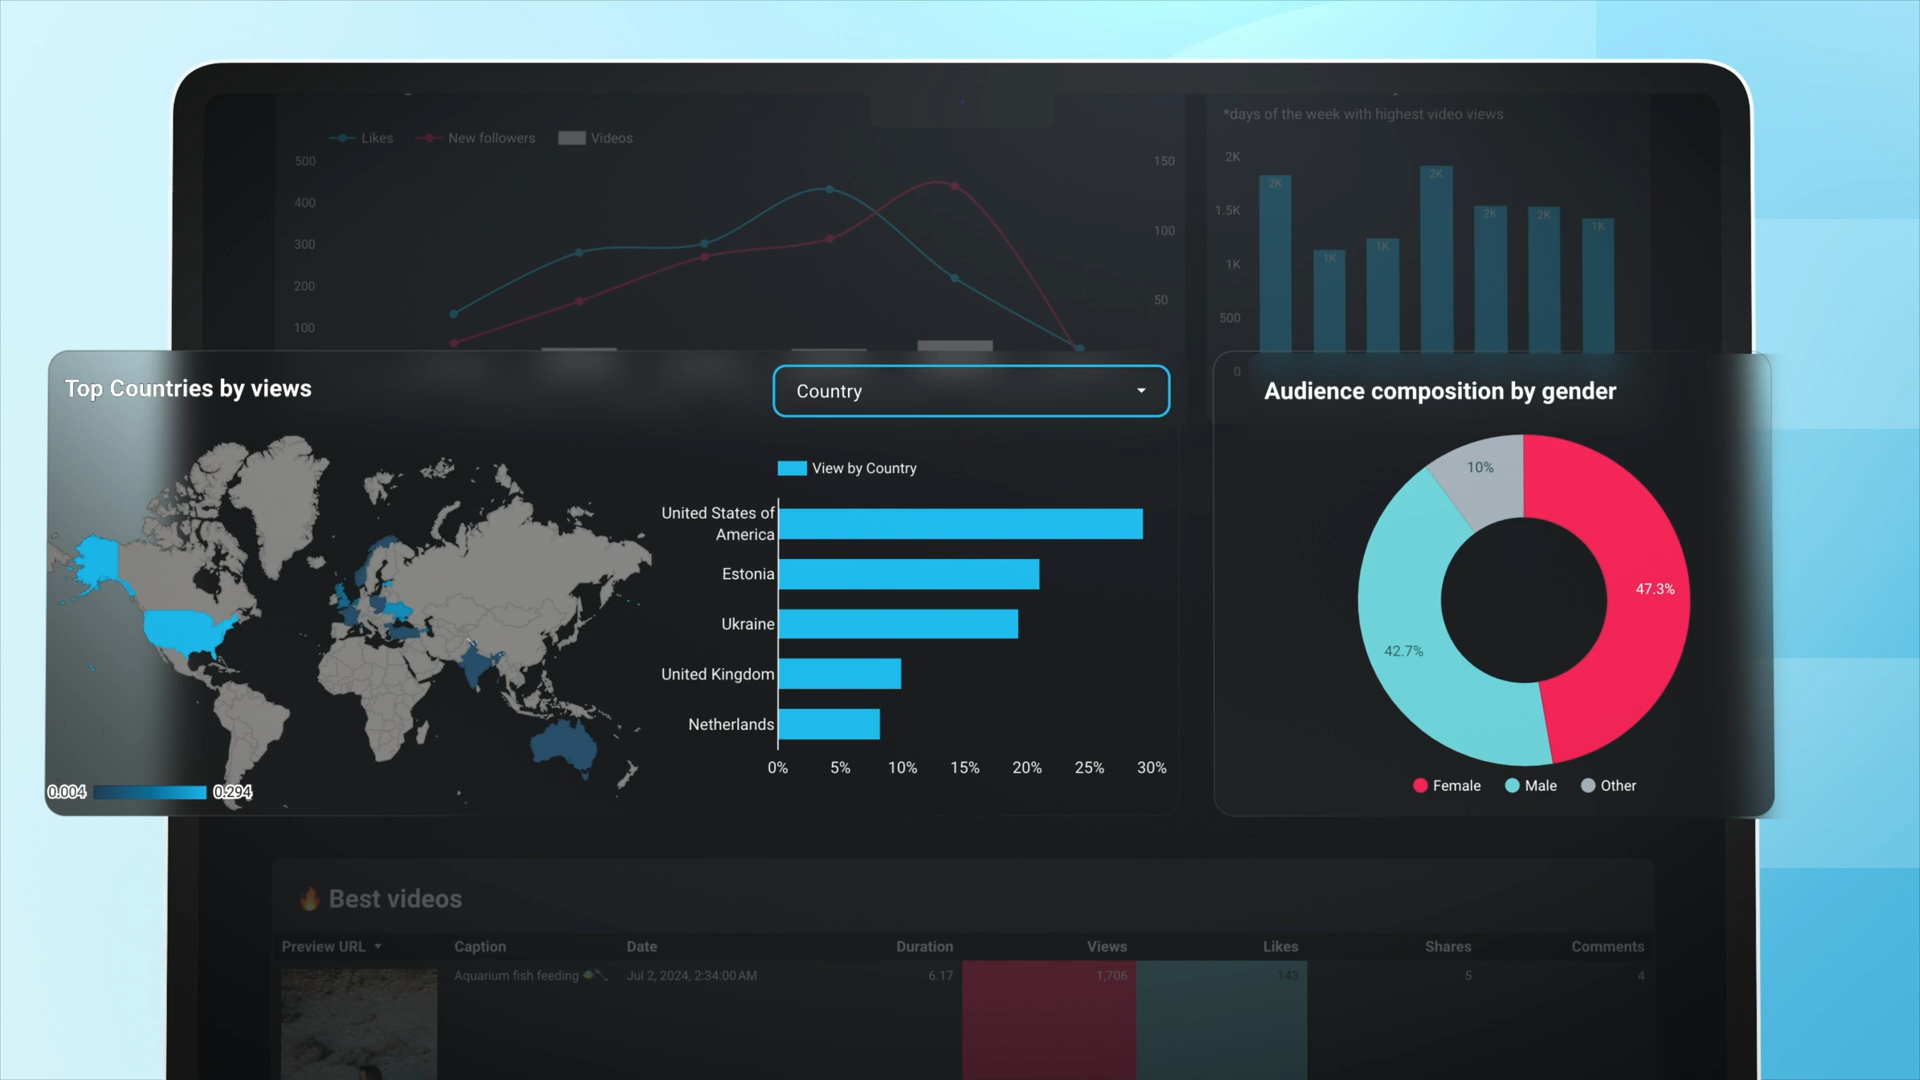 *days of the week with highest video views
Likes
New followers
Videos
500
400
300
200
100
150
100
50
2K
1.5K
1K
500
0
2K
1K
1K
2K
2K
2K
1K
Top Countries by views
Country
View by Country
United States of
America
Estonia
Ukraine
United Kingdom
Netherlands
0%
5%
10%
15%
20%
25%
30%
0.004
0.294
Audience composition by gender
10%
47.3%
42.7%
Female
Male
Other
🔥 Best videos
Preview URL
Caption
Date
Duration
Views
Likes
Shares
Comments
Aquarium fish feeding
Jul 2, 2024, 2:34:00 AM
6.17
1,706
143
5
4